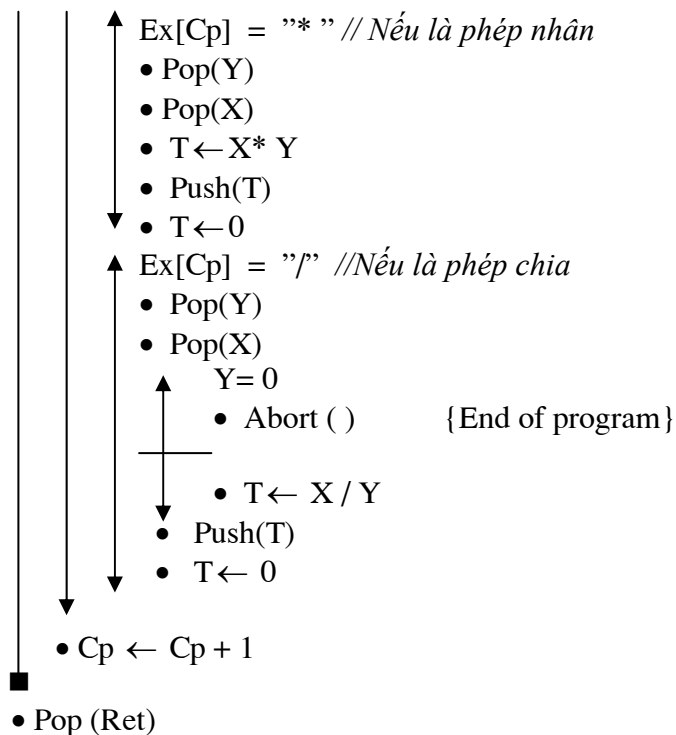 Ex[Cp] = ”* ” // Nếu là phép nhân
• Pop(Y)
• Pop(X)
• T←X* Y
• Push(T)
• T←0
Ex[Cp] = ”/” //Nếu là phép chia
• Pop(Y)
• Pop(X)
Y= 0
• Abort ( ) {End of program}
• T← X / Y
• Push(T)
• T← 0
• Cp ← Cp + 1
• Pop (Ret)